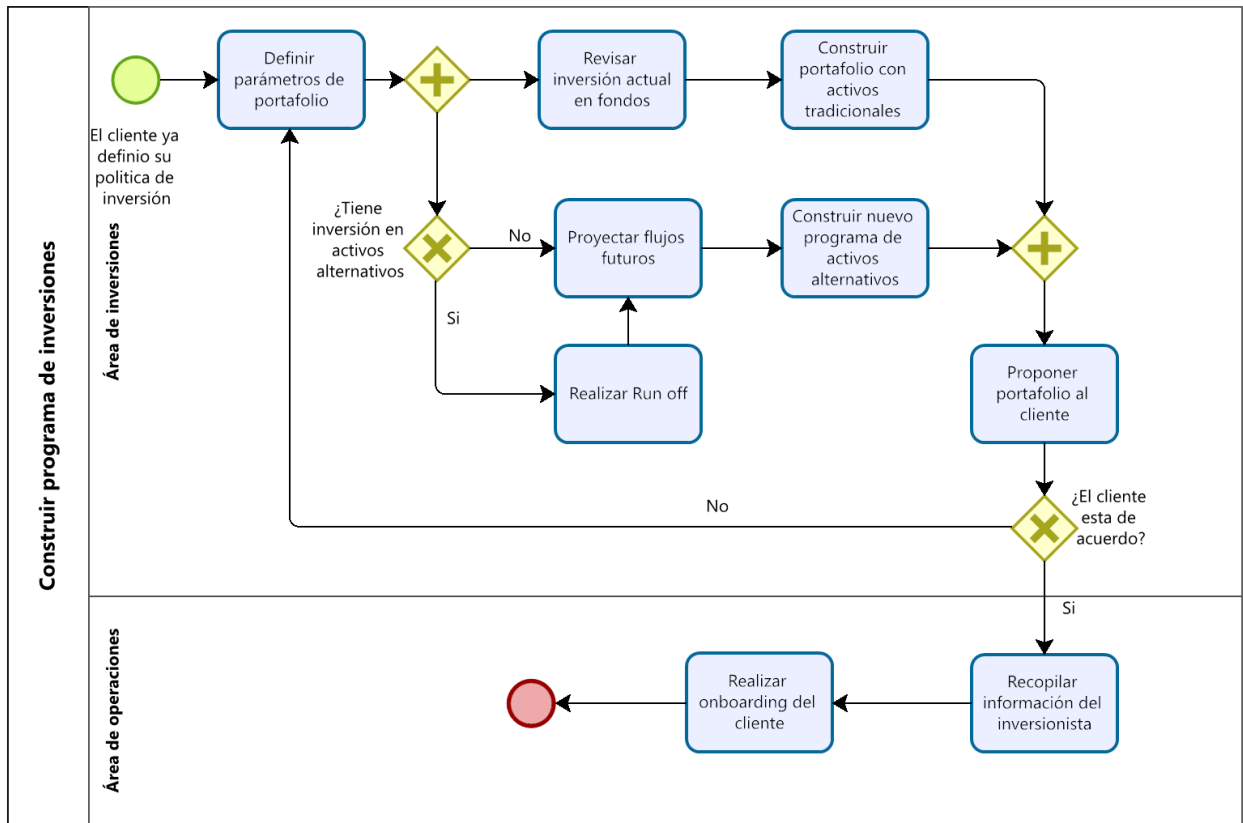 Construir programa de inversiones
Área de inversiones
El cliente ya
definio su
politica de
inversión
Definir
parámetros de
portafolio
Revisar
inversión actual
en fondos
Construir
portafolio con
activos
tradicionales
¿Tiene
inversión en
activos
alternativos
No
Proyectar flujos
futuros
Construir nuevo
programa de
activos
alternativos
Si
Realizar Run off
Proponer
portafolio al
cliente
¿El cliente
esta de
acuerdo?
No
Si
Área de operaciones
Recopilar
información del
inversionista
Realizar
onboarding del
cliente